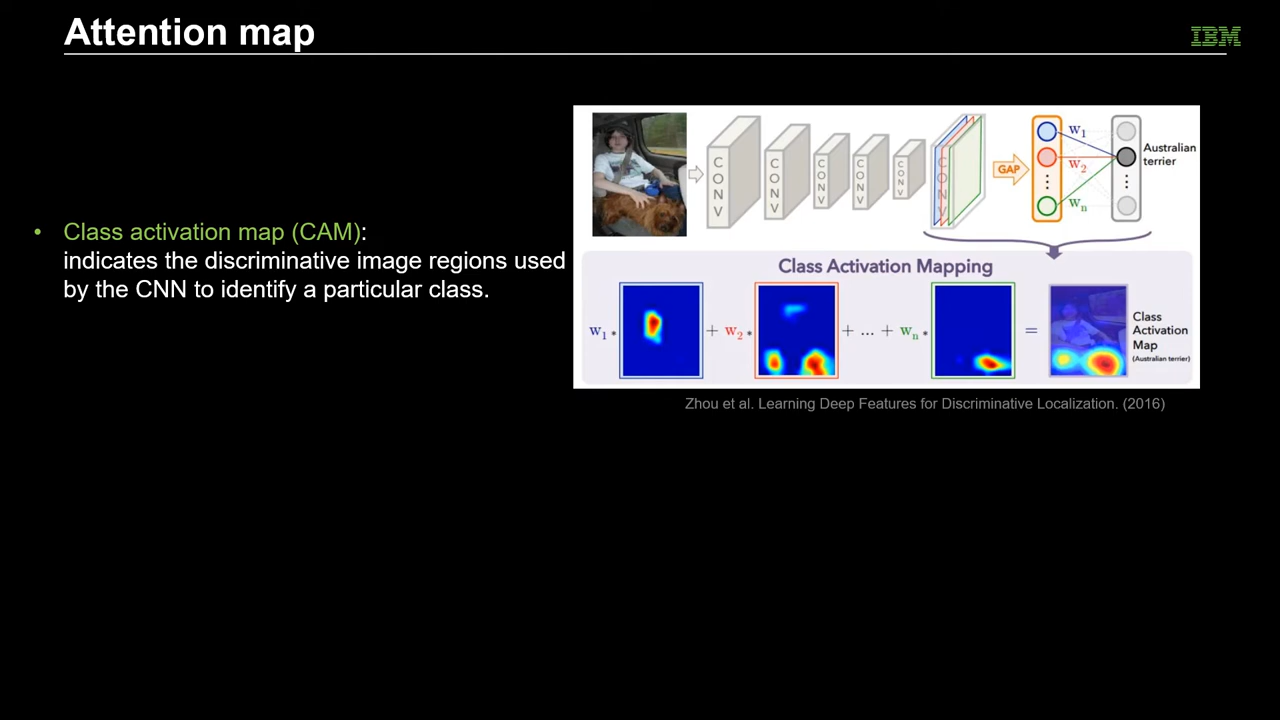 Attention map
IBM
• Class activation map (CAM):
indicates the discriminative image regions used
by the CNN to identify a particular class.
CONV
CONV
CONV
CONV
CONV
CONV
GAP
w1
w2
wn
Australian
terrier
Class Activation Mapping
w1 * + w2 * + ... + wn * =
Class
Activation
Map
(Australian terrier)
Zhou et al. Learning Deep Features for Discriminative Localization. (2016)